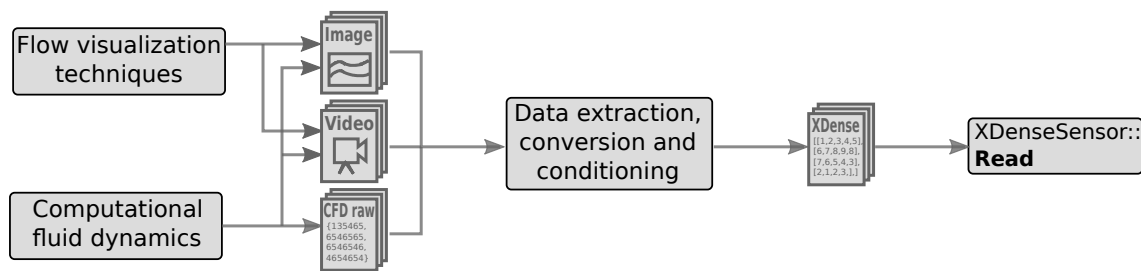 Flow visualization
techniques
Computational
fluid dynamics
Image
Video
CFD raw
{135465,
6546565,
6546546,
4654654}
Data extraction,
conversion and
conditioning
XDense
[[1,2,3,4,5],
[6,7,8,9,8],
[7,6,5,4,3],
[2,1,2,3,],]
XDenseSensor::
Read